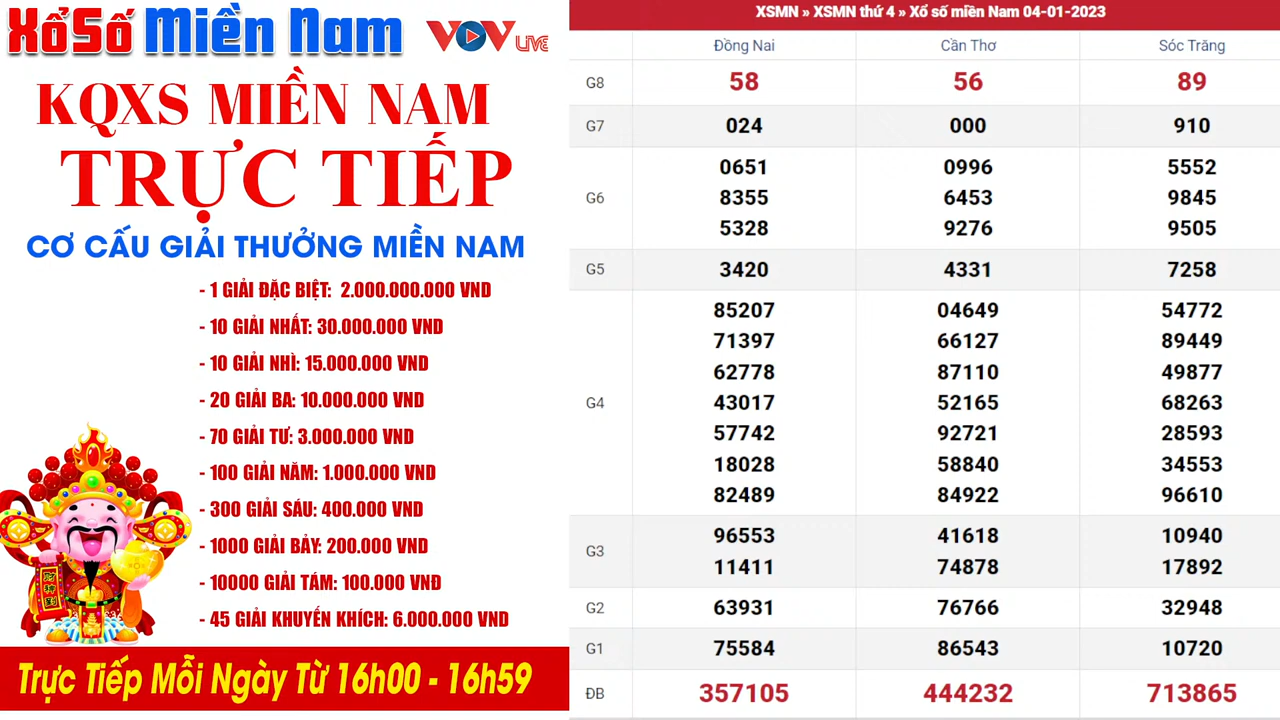 XổSố Miền Nam
VOV LIVE
KQXS MIỀN NAM
TRỰC TIẾP
CƠ CẤU GIẢI THƯỞNG MIỀN NAM
- 1 GIẢI ĐẶC BIỆT: 2.000.000.000 VND
- 10 GIẢI NHẤT: 30.000.000 VND
- 10 GIẢI NHÌ: 15.000.000 VND
- 20 GIẢI BA: 10.000.000 VND
- 70 GIẢI TƯ: 3.000.000 VND
- 100 GIẢI NĂM: 1.000.000 VND
- 300 GIẢI SÁU: 400.000 VND
- 1000 GIẢI BẢY: 200.000 VND
- 10000 GIẢI TÁM: 100.000 VNĐ
- 45 GIẢI KHUYẾN KHÍCH: 6.000.000 VND
Trực Tiếp Mỗi Ngày Từ 16h00 - 16h59
XSMN » XSMN thứ 4 » Xổ số miền Nam 04-01-2023
Đồng Nai Cần Thơ Sóc Trăng
G8 58 56 89
G7 024 000 910
0651 0996 5552
G6 8355 6453 9845
5328 9276 9505
G5 3420 4331 7258
85207 04649 54772
71397 66127 89449
62778 87110 49877
G4 43017 52165 68263
57742 92721 28593
18028 58840 34553
82489 84922 96610
G3 96553 41618 10940
11411 74878 17892
G2 63931 76766 32948
G1 75584 86543 10720
ĐB 357105 444232 713865